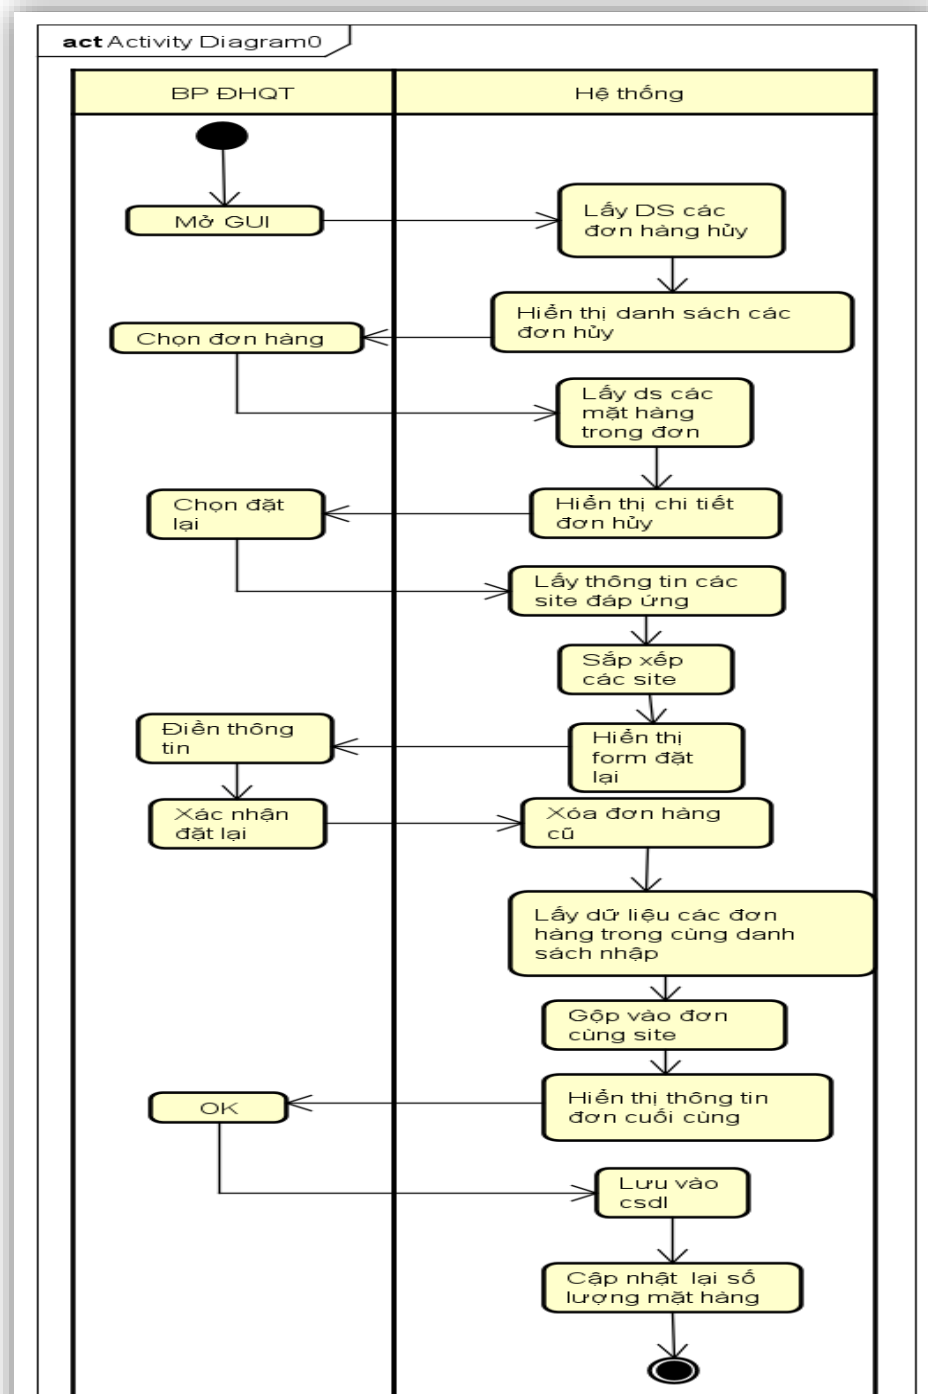 act Activity Diagram0
BP ĐHQT
Hệ thống
Mở GUI
Lấy DS các
đơn hàng hủy
Hiển thị danh sách các
đơn hủy
Chọn đơn hàng
Lấy ds các
mặt hàng
trong đơn
Hiển thị chi tiết
đơn hủy
Chọn đặt
lại
Lấy thông tin các
site đáp ứng
Sắp xếp
các site
Hiển thị
form đặt
lại
Điền thông
tin
Xác nhận
đặt lại
Xóa đơn hàng
cũ
Lấy dữ liệu các đơn
hàng trong cùng danh
sách nhập
Gộp vào đơn
cùng site
Hiển thị thông tin
đơn cuối cùng
OK
Lưu vào
csdl
Cập nhật lại số
lượng mặt hàng